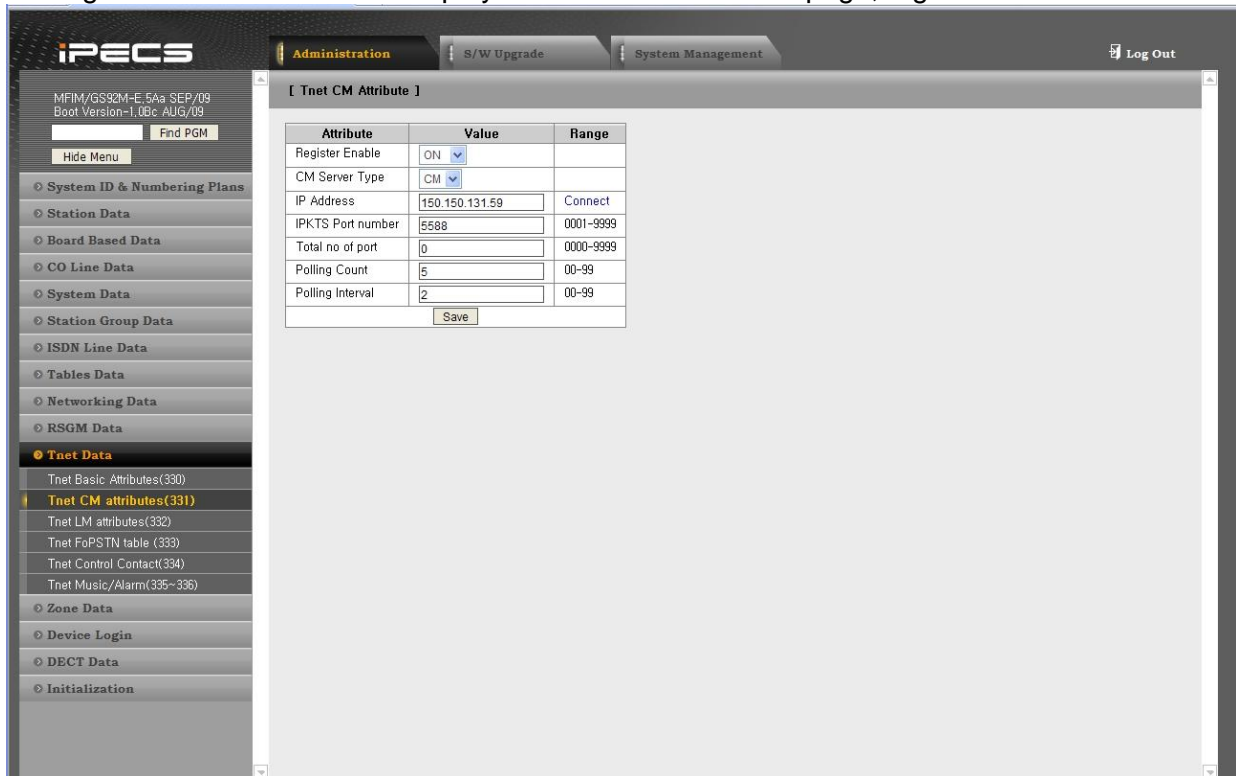 iPECS
Administration
S/W Upgrade
System Management
Log Out
MFIM/GS92M-E.5Aa SEP/09
Boot Version-1.0Bc AUG/09
Find PGM
Hide Menu
System ID & Numbering Plans
Station Data
Board Based Data
CO Line Data
System Data
Station Group Data
ISDN Line Data
Tables Data
Networking Data
RSGM Data
Tnet Data
Tnet Basic Attributes(330)
Tnet CM attributes(331)
Tnet LM attributes(332)
Tnet FoPSTN table (333)
Tnet Control Contact(334)
Tnet Music/Alarm(335~336)
Zone Data
Device Login
DECT Data
Initialization
[ Tnet CM Attribute ]
Attribute Value Range
Register Enable ON
CM Server Type CM
IP Address 150.150.131.59 Connect
IPKTS Port number 5588 0001-9999
Total no of port 0 0000-9999
Polling Count 5 00-99
Polling Interval 2 00-99
Save